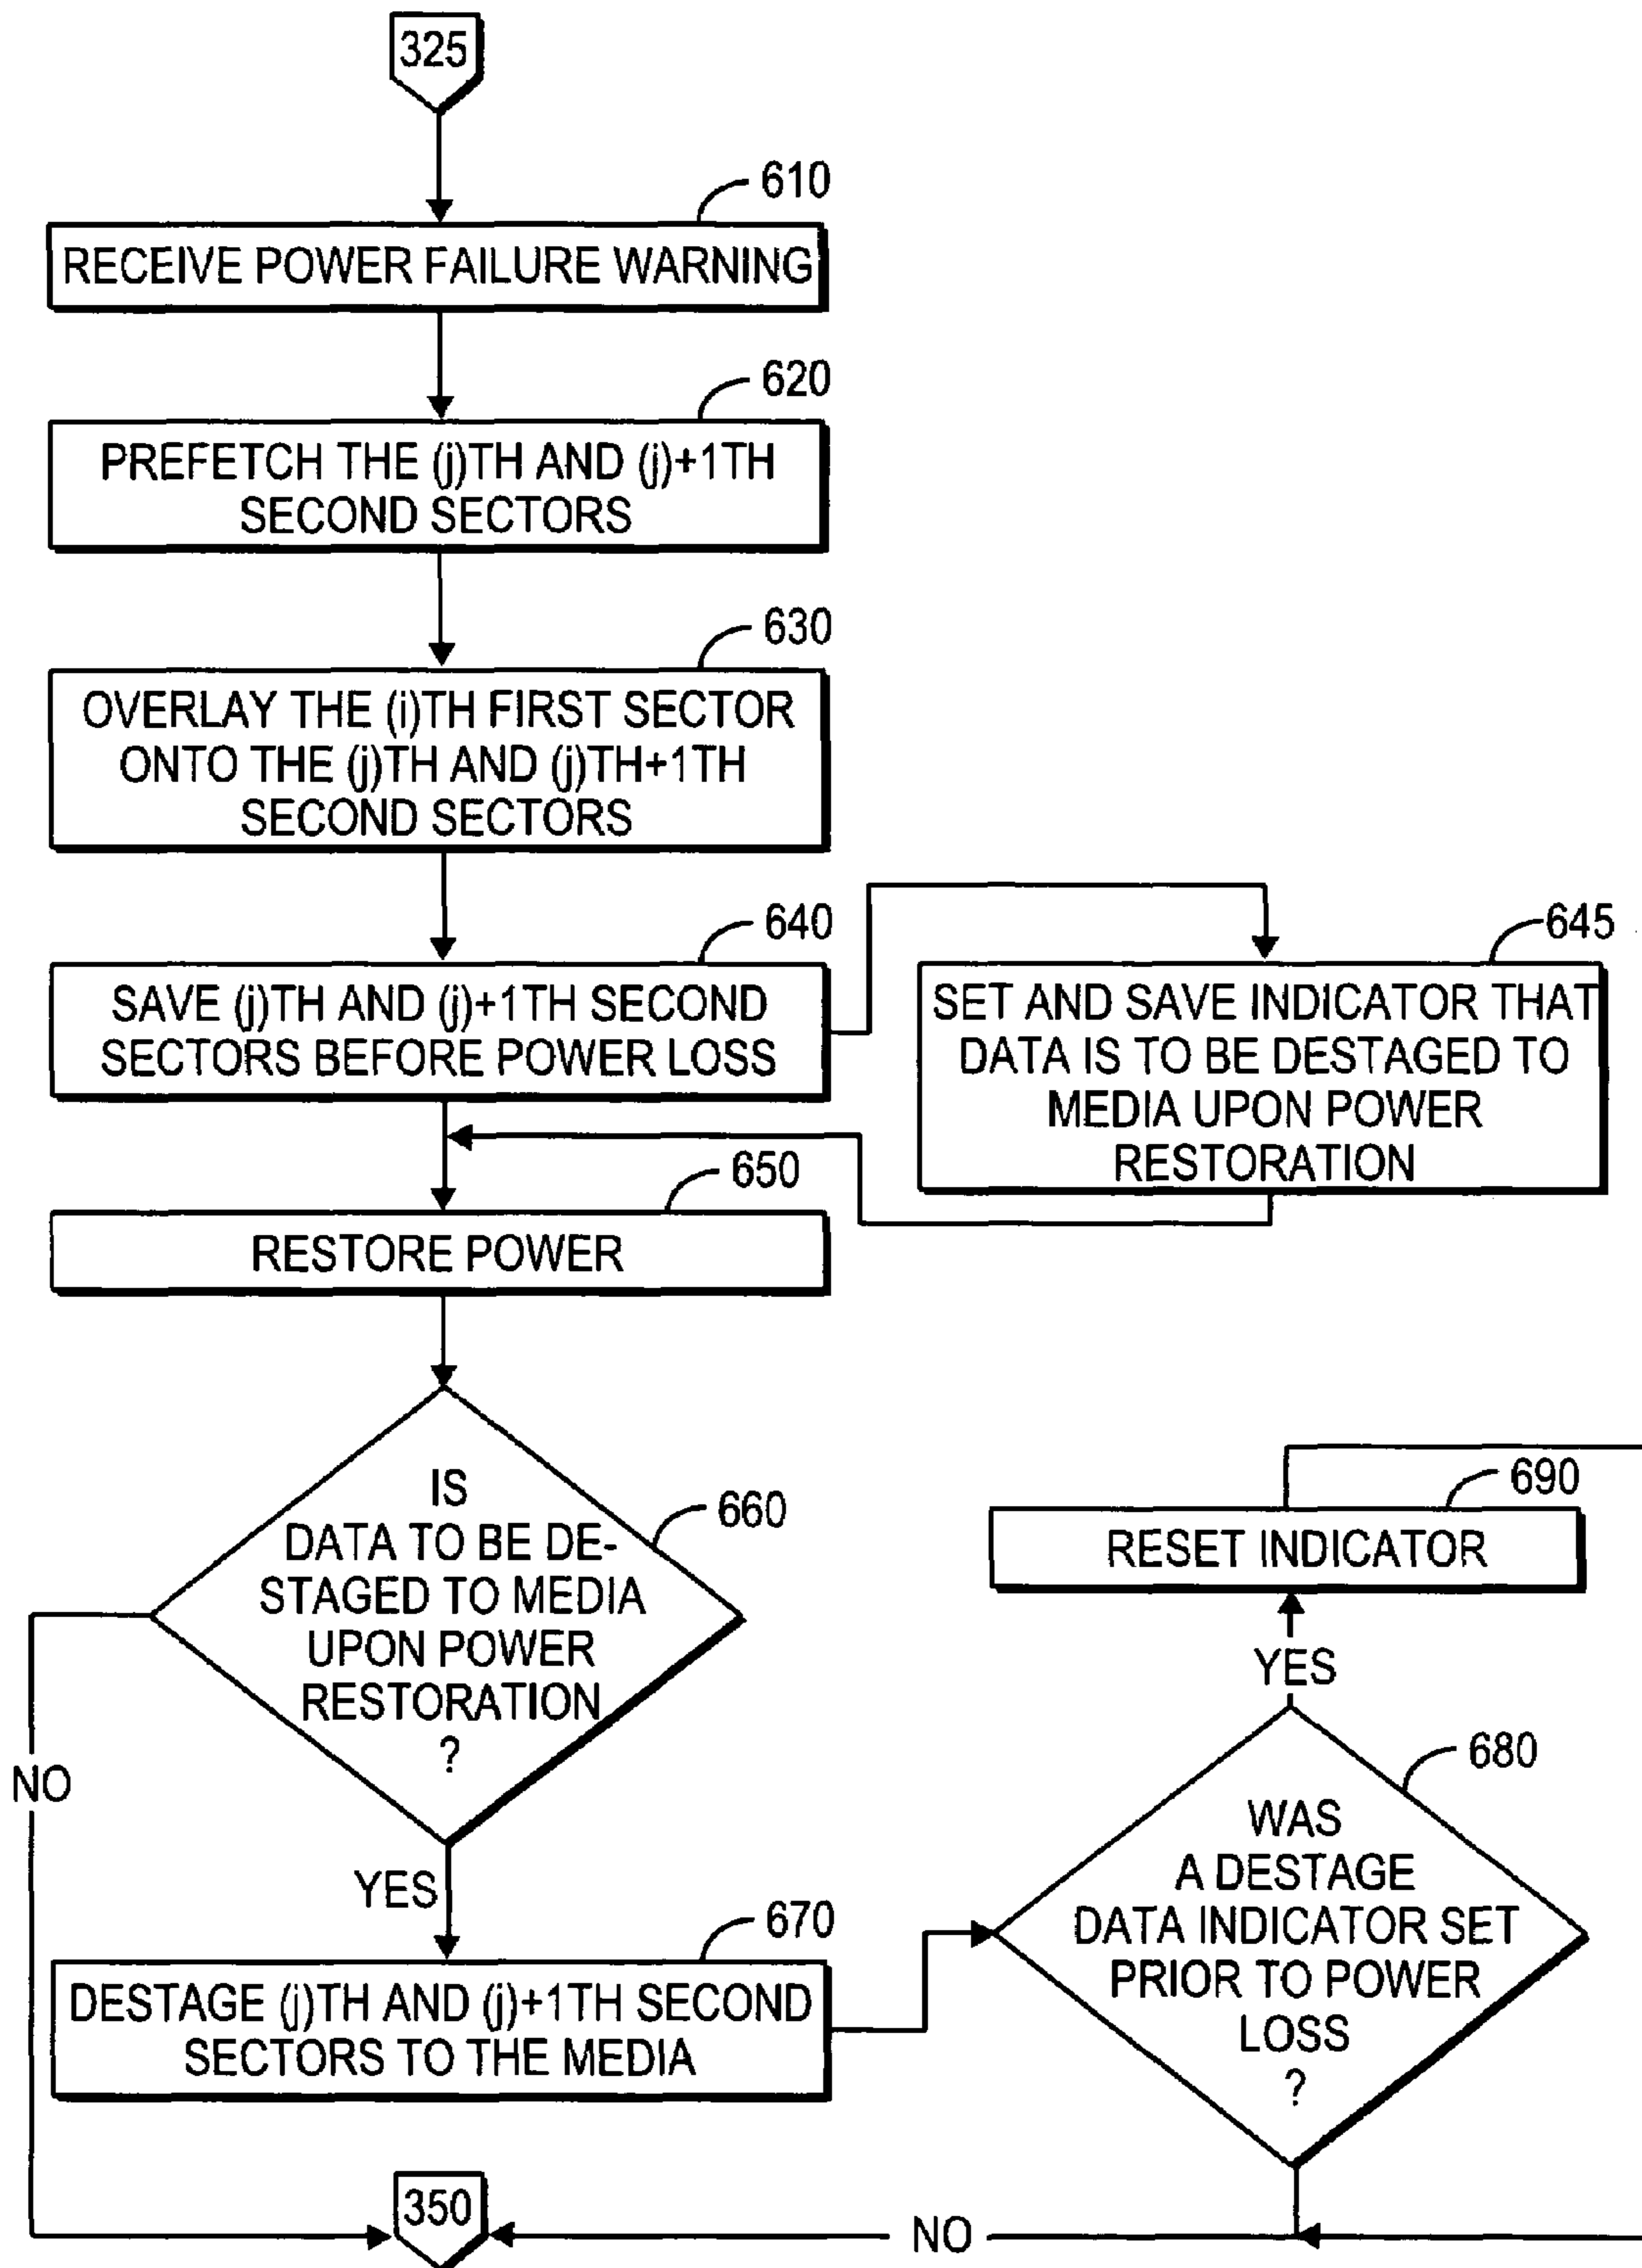 325
610
RECEIVE POWER FAILURE WARNING
620
PREFETCH THE (j)TH AND (j)+1TH
SECOND SECTORS
630
OVERLAY THE (i)TH FIRST SECTOR
ONTO THE (j)TH AND (j)TH+1TH
SECOND SECTORS
640
SAVE (j)TH AND (j)+1TH SECOND
SECTORS BEFORE POWER LOSS
645
SET AND SAVE INDICATOR THAT
DATA IS TO BE DESTAGED TO
MEDIA UPON POWER
RESTORATION
650
RESTORE POWER
660
IS
DATA TO BE DE-
STAGED TO MEDIA
UPON POWER
RESTORATION
?
NO
YES
670
DESTAGE (j)TH AND (j)+1TH SECOND
SECTORS TO THE MEDIA
680
WAS
A DESTAGE
DATA INDICATOR SET
PRIOR TO POWER
LOSS
?
YES
690
RESET INDICATOR
NO
350